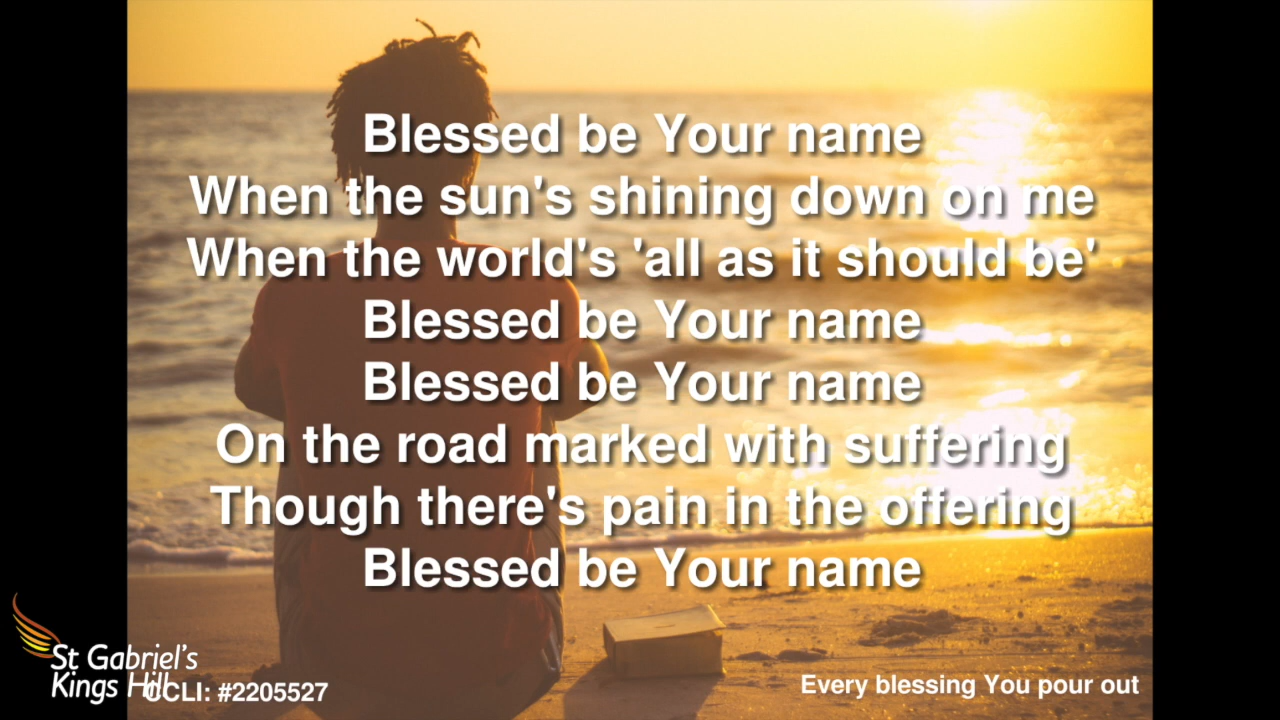 Blessed be Your name
When the sun's shining down on me
When the world's 'all as it should be'
Blessed be Your name
Blessed be Your name
On the road marked with suffering
Though there's pain in the offering
Blessed be Your name
St Gabriel's
Kings Hill
CCLI: #2205527
Every blessing You pour out